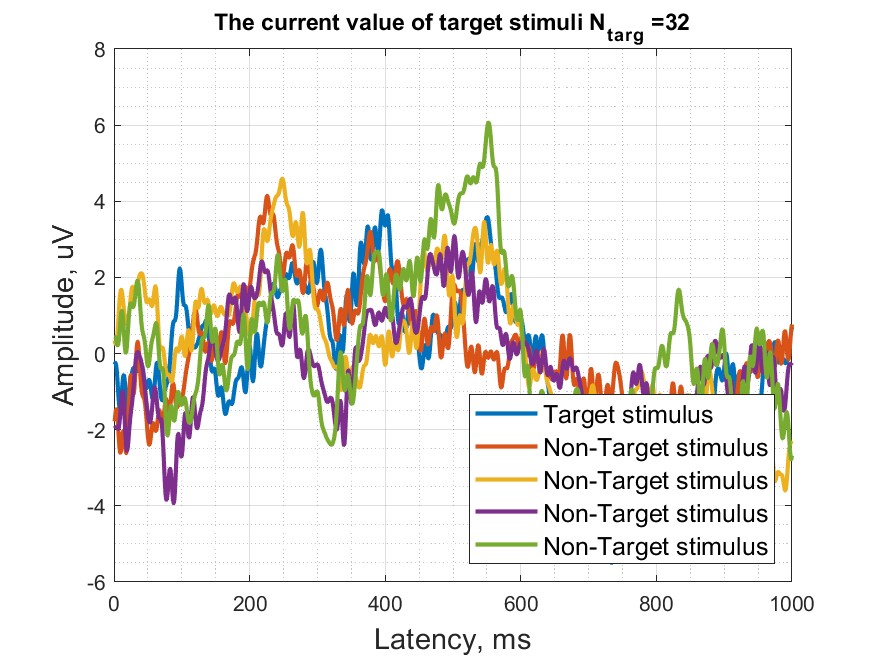 The current value of target stimuli N_targ =32
8
6
4
2
0
-2
-4
-6
Amplitude, uV
0 200 400 600 800 1000
Latency, ms
Target stimulus
Non-Target stimulus
Non-Target stimulus
Non-Target stimulus
Non-Target stimulus